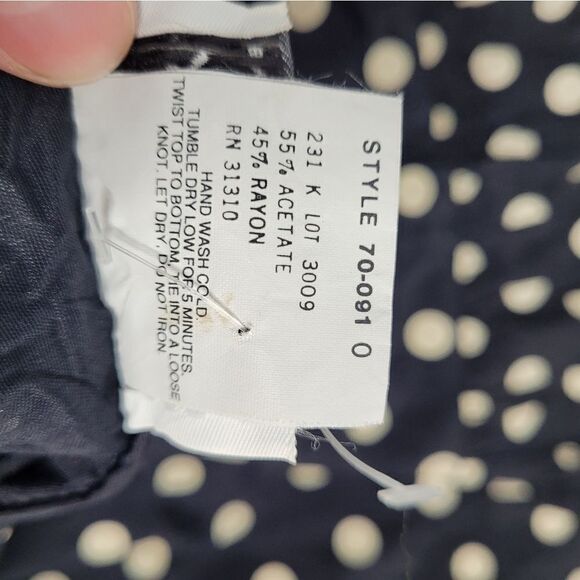 STYLE 70-091 O
231 K LOT 3009
55% ACETATE
45% RAYON
RN 31310
HAND WASH COLD.
TUMBLE DRY LOW FOR 5 MINUTES.
TWIST TOP TO BOTTOM, TIE INTO A LOOSE
KNOT. LET DRY. DO NOT IRON